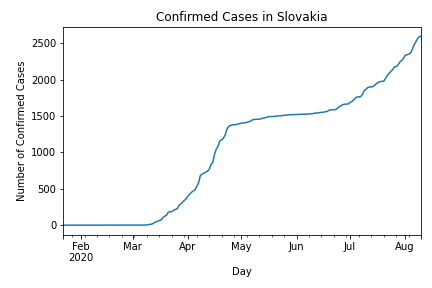 Confirmed Cases in Slovakia
Number of Confirmed Cases
2500
2000
1500
1000
500
0
Feb Mar Apr May Jun Jul Aug
2020
Day